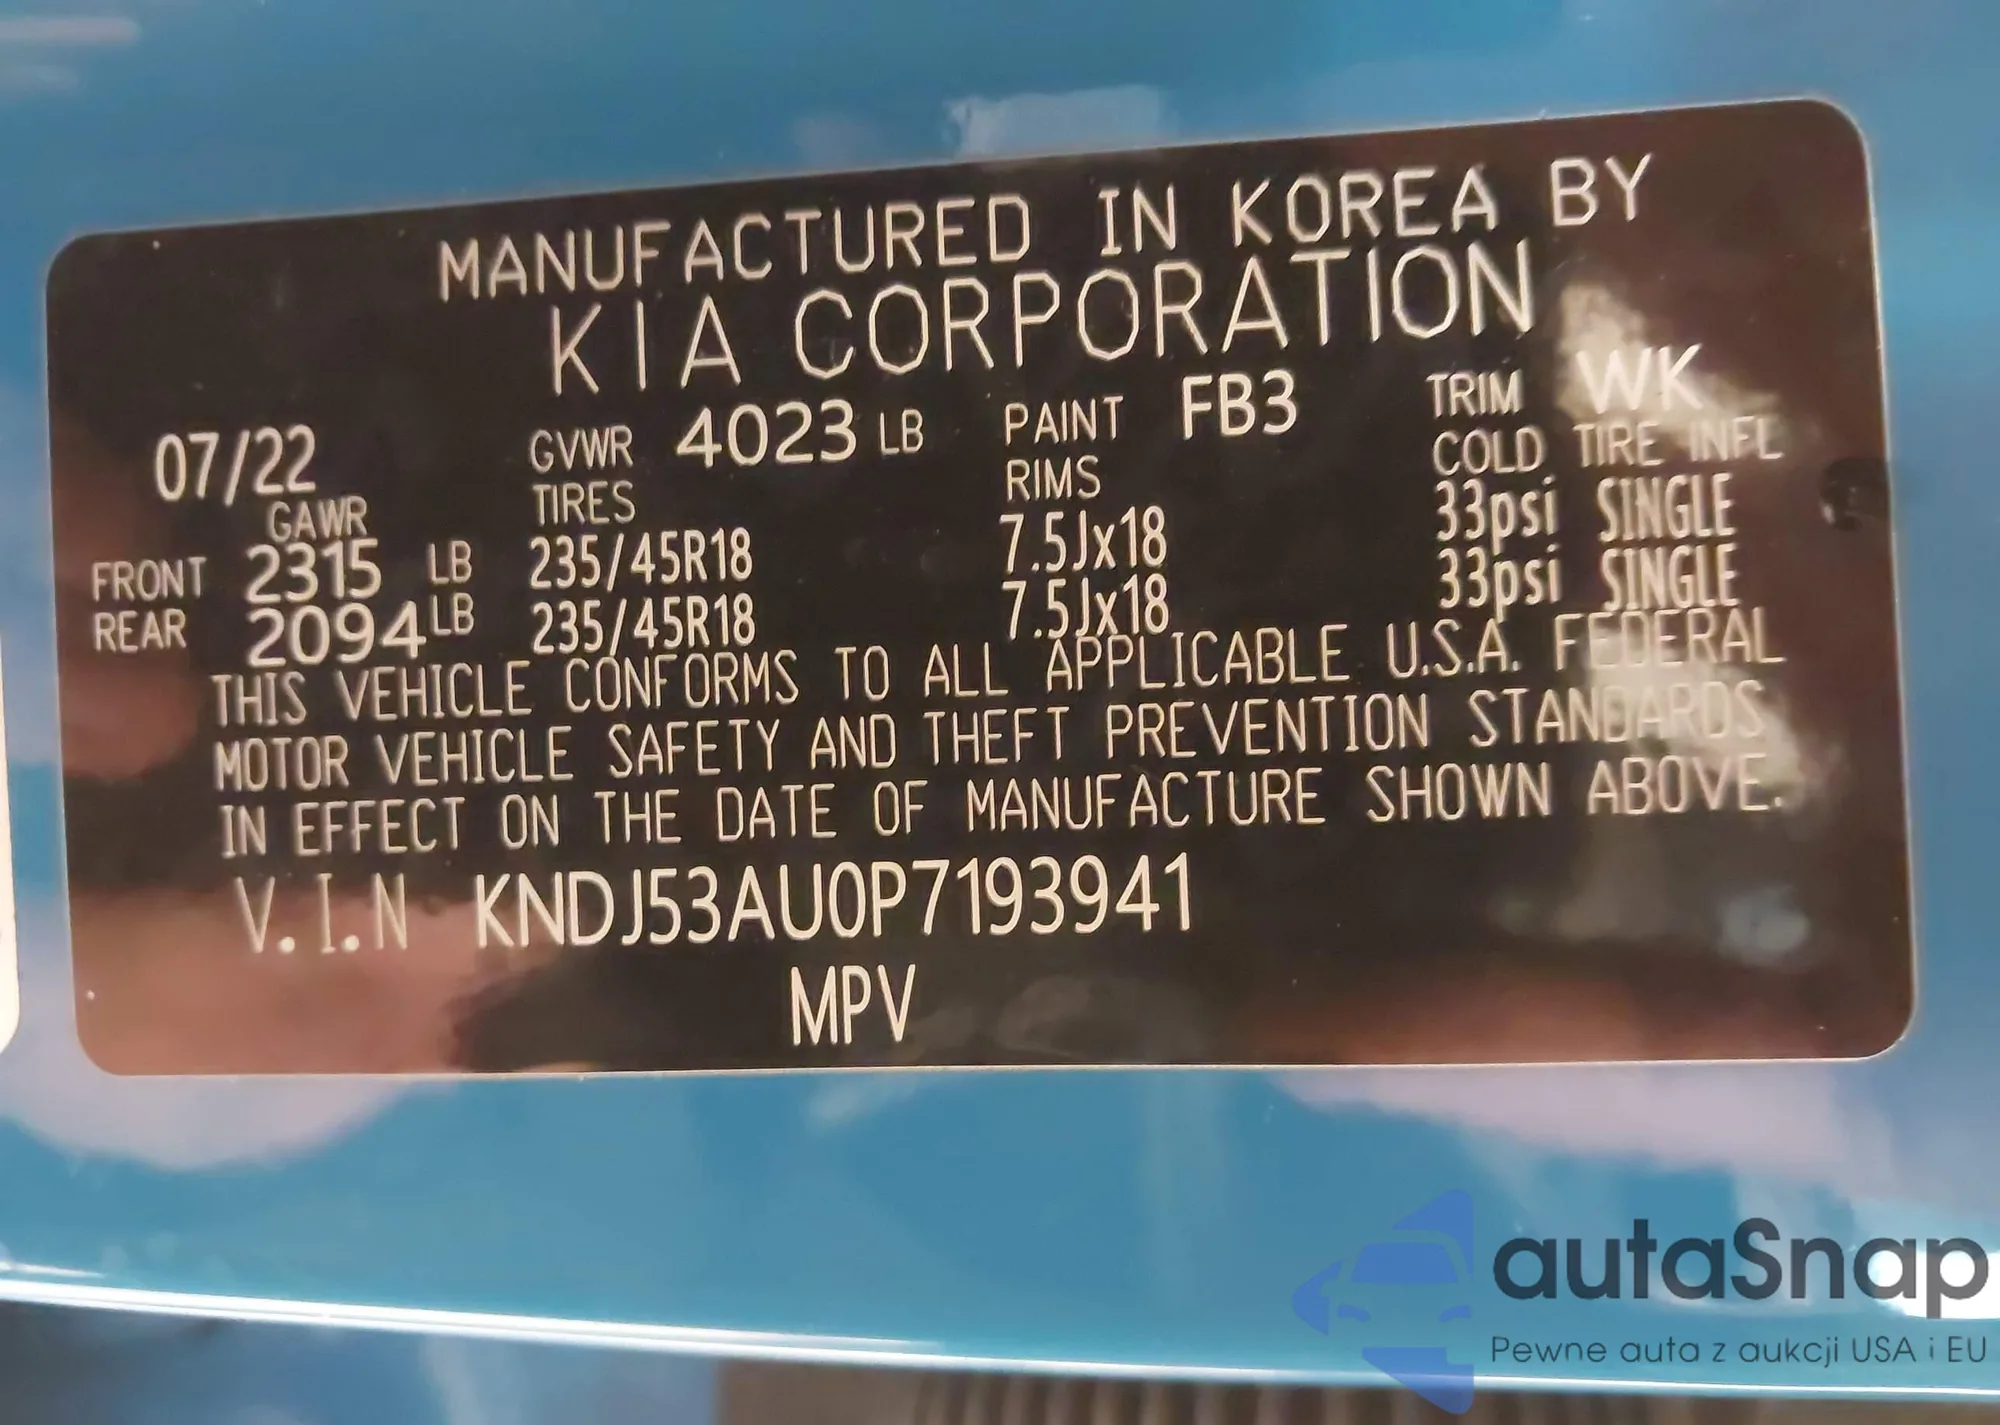 MANUFACTURED IN KOREA BY
KIA CORPORATION
07/22 GVWR 4023 LB PAINT FB3 TRIM WK
GAWR TIRES RIMS COLD TIRE INFL
FRONT 2315 LB 235/45R18 7.5Jx18 33psi SINGLE
REAR 2094 LB 235/45R18 7.5Jx18 33psi SINGLE
THIS VEHICLE CONFORMS TO ALL APPLICABLE U.S.A. FEDERAL
MOTOR VEHICLE SAFETY AND THEFT PREVENTION STANDARDS
IN EFFECT ON THE DATE OF MANUFACTURE SHOWN ABOVE.
V.I.N KNDJ53AU0P7193941
MPV
autaSnap
Pewne auta z aukcji USA i EU